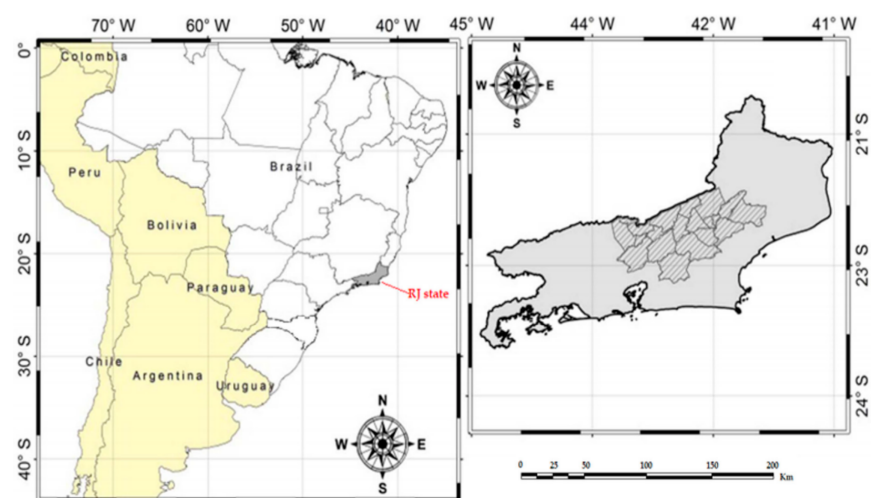 70°W 60°W 50°W 40°W
0°
10°S
20°S
30°S
40°S
Colombia
Peru
Brazil
Bolivia
Paraguay
RJ state
Chile
Argentina
Uruguay
N
W E
S
45°W 44°W 42°W 41°W
N
W E
S
21°S
23°S
24°S
0 25 50 100 150 200
Km